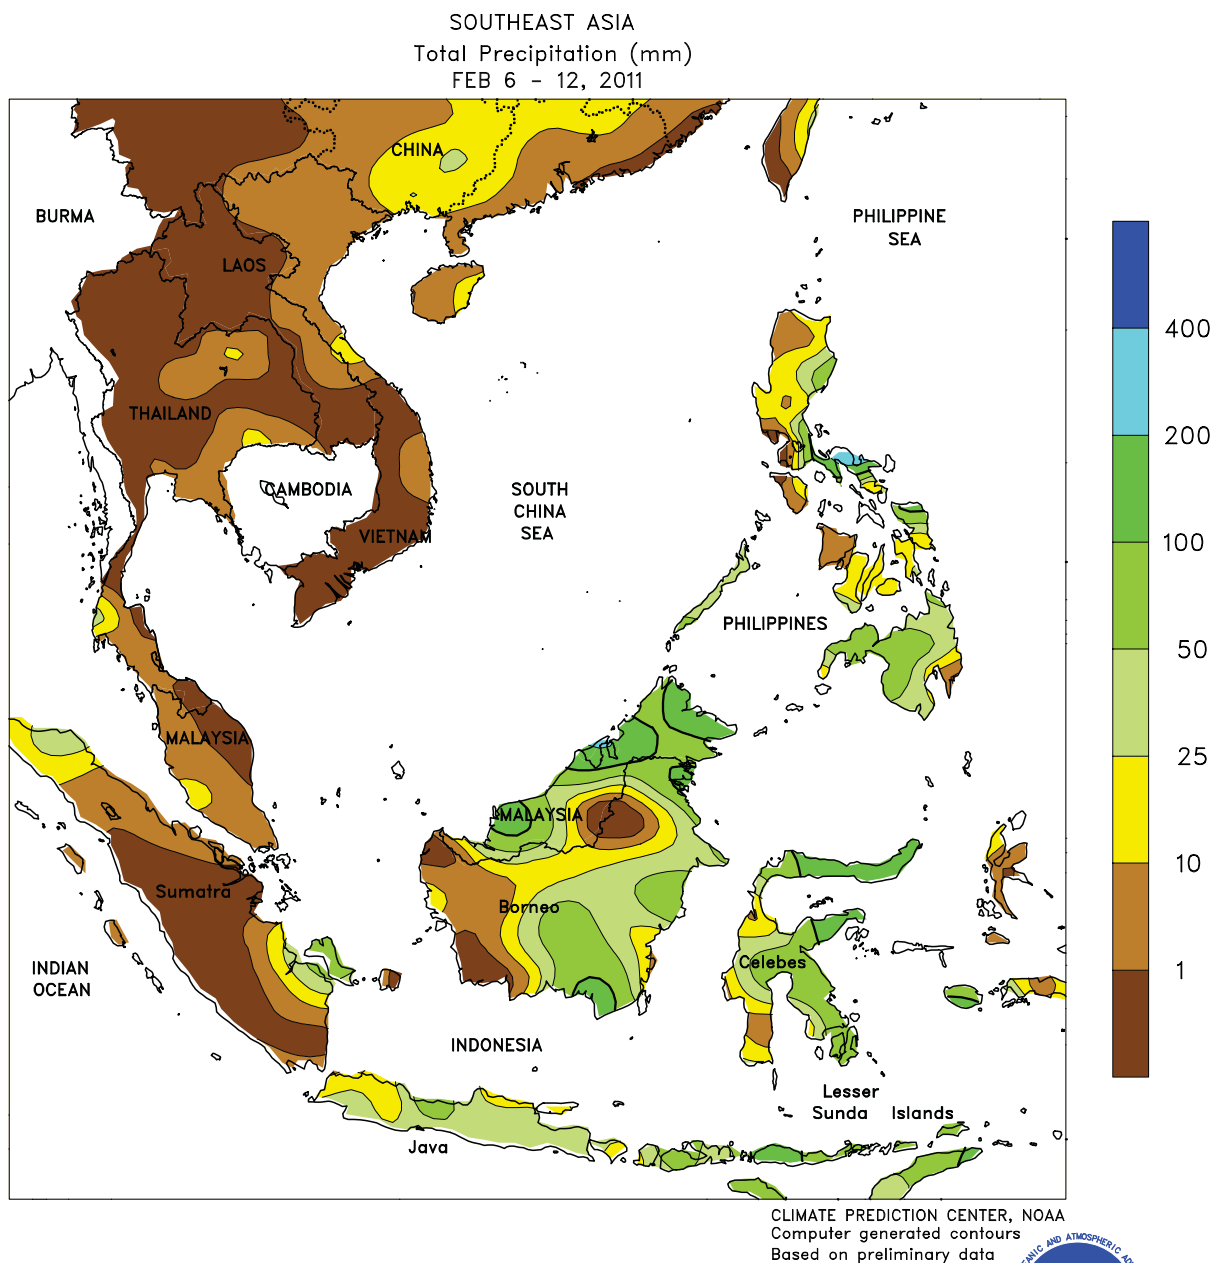 SOUTHEAST ASIA
Total Precipitation (mm)
FEB 6 - 12, 2011
CHINA
BURMA
PHILIPPINE
SEA
LAOS
400
THAILAND
200
CAMBODIA
SOUTH
CHINA
SEA
VIETNAM
100
PHILIPPINES
50
MALAYSIA
25
MALAYSIA
10
Sumatra
Borneo
Celebes
INDIAN
OCEAN
1
INDONESIA
Lesser
Sunda Islands
Java
CLIMATE PREDICTION CENTER, NOAA
Computer generated contours
Based on preliminary data
AND ATMOSPHERIC